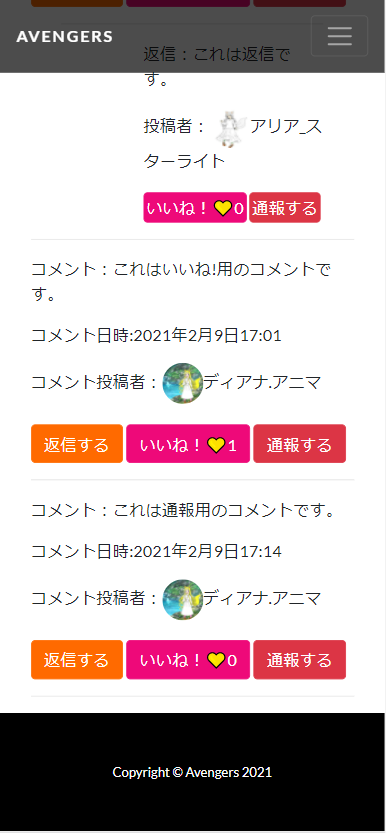 AVENGERS
返信：これは返信で
す。
投稿者：アリア_ス
ターライト
いいね！0 通報する
コメント：これはいいね!用のコメントで
す。
コメント日時:2021年2月9日17:01
コメント投稿者：ディアナ.アニマ
返信する いいね！1 通報する
コメント：これは通報用のコメントです。
コメント日時:2021年2月9日17:14
コメント投稿者：ディアナ.アニマ
返信する いいね！0 通報する
Copyright © Avengers 2021